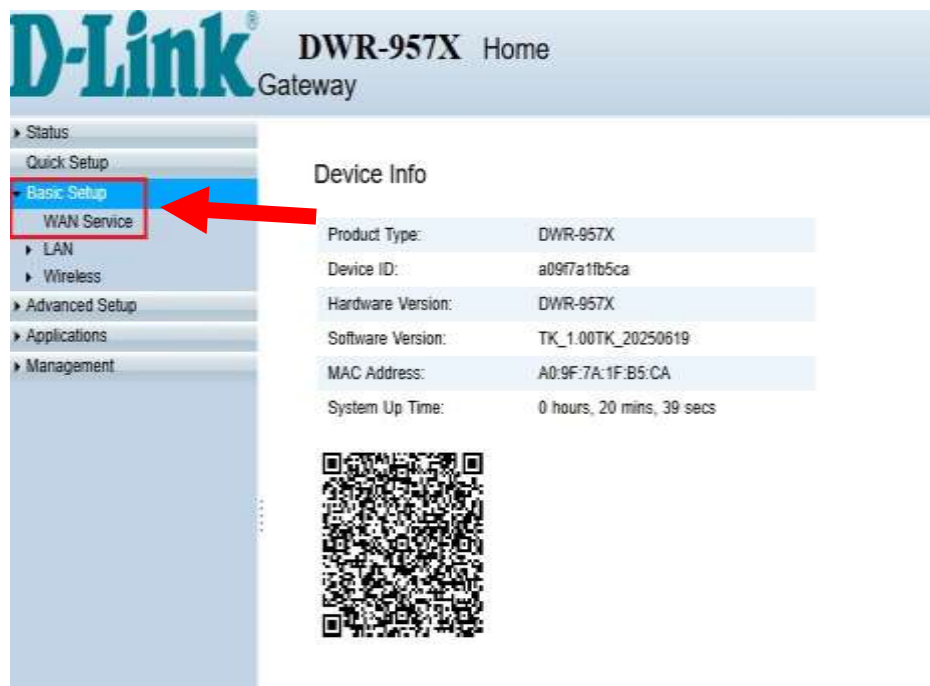 D-Link® DWR-957X Home
Gateway
Status
Quick Setup
Basic Setup
WAN Service
LAN
Wireless
Advanced Setup
Applications
Management
Device Info
Product Type: DWR-957X
Device ID: a09f7a1fb5ca
Hardware Version: DWR-957X
Software Version: TK_1.00TK_20250619
MAC Address: A0:9F:7A:1F:B5:CA
System Up Time: 0 hours, 20 mins, 39 secs